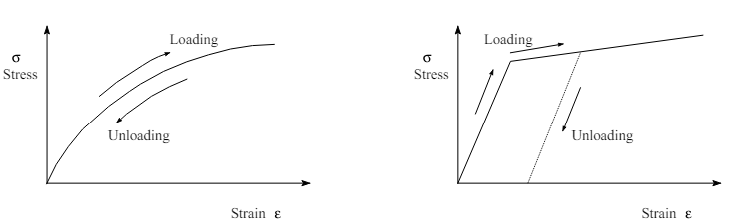 σ
Stress
Loading
Unloading
Strain ε
σ
Stress
Loading
Unloading
Strain ε